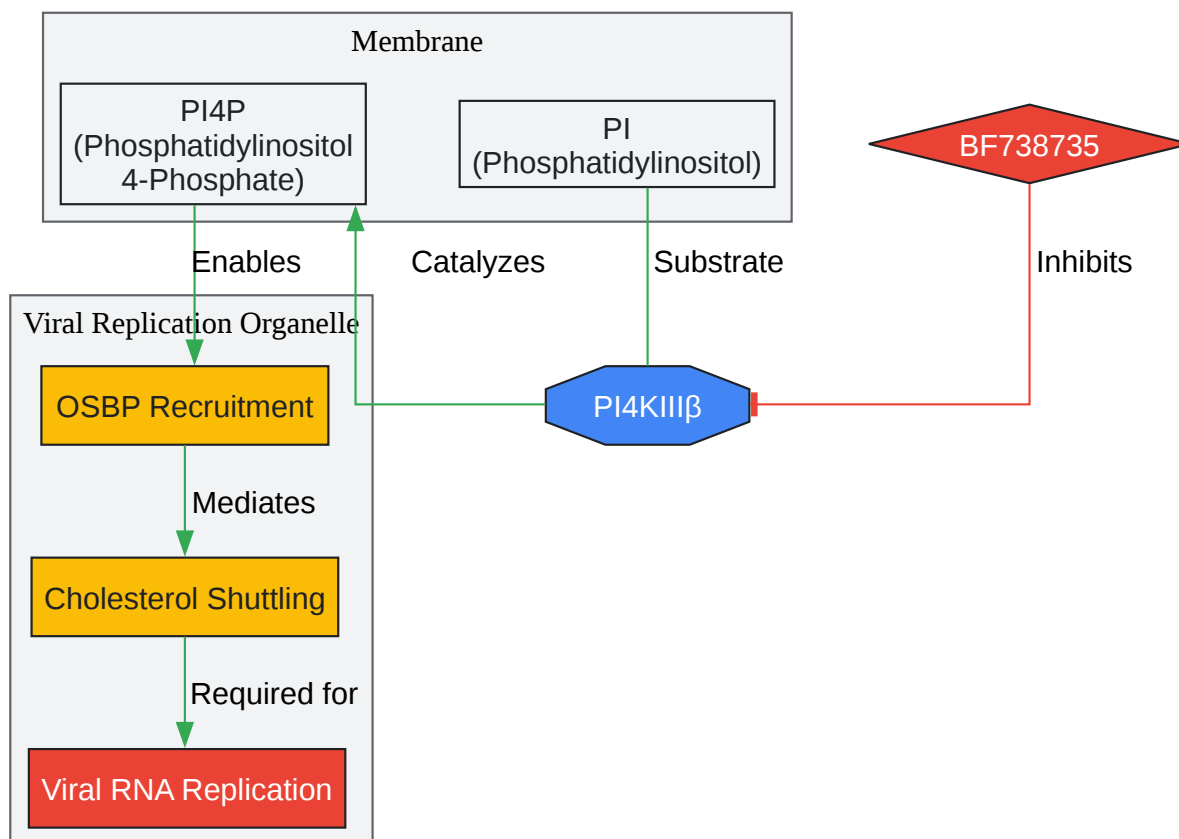 Membrane
PI4P
(Phosphatidylinositol
4-Phosphate)
PI
(Phosphatidylinositol)
BF738735
Enables
Catalyzes
Substrate
Inhibits
Viral Replication Organelle
OSBP Recruitment
PI4KIIIβ
Mediates
Cholesterol Shuttling
Required for
Viral RNA Replication